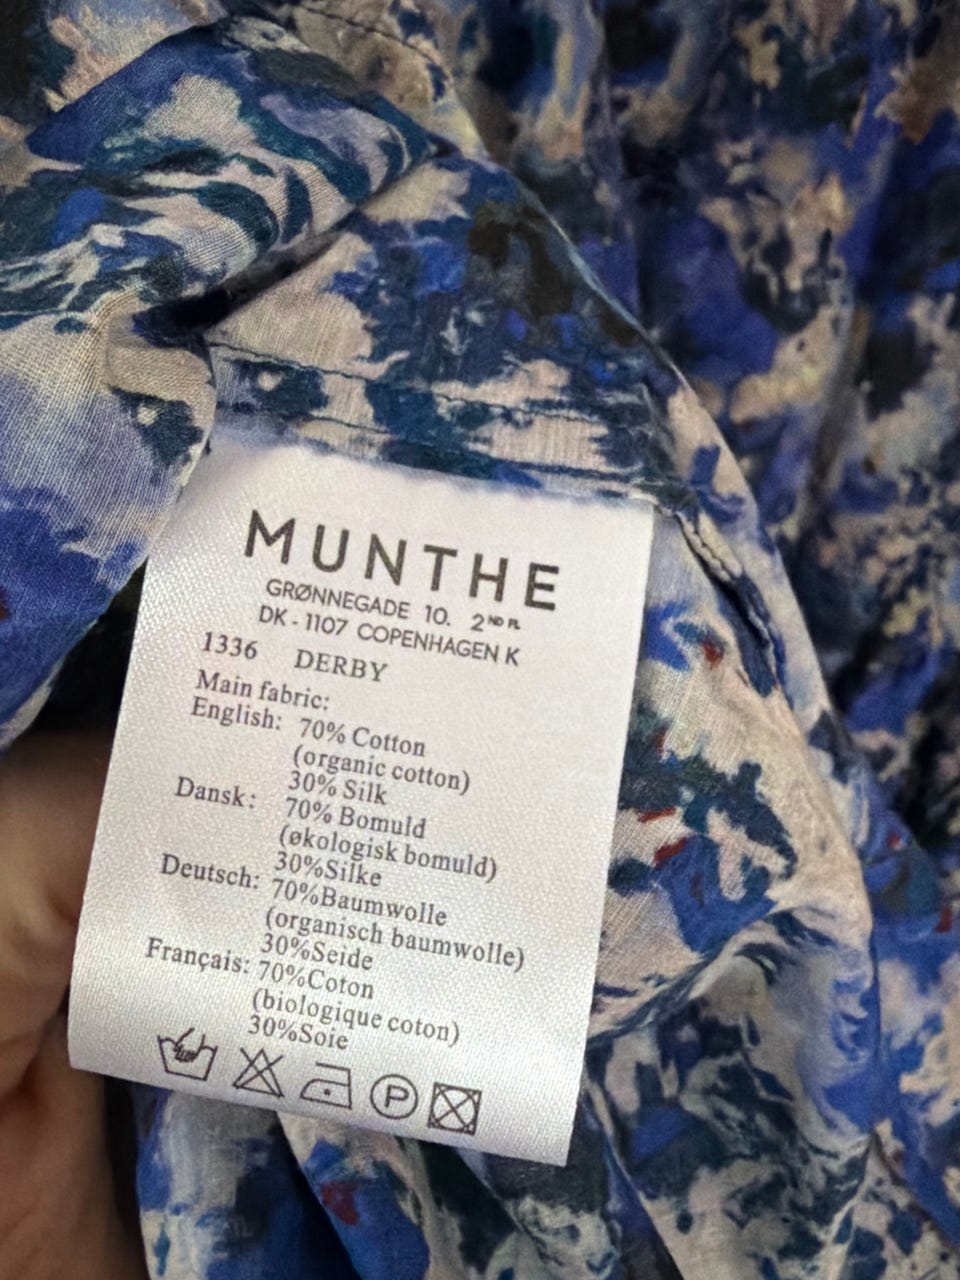 MUNTHE
GRØNNEGADE 10. 2ND FL
DK - 1107 COPENHAGEN K
1336 DERBY
Main fabric:
English: 70% Cotton
(organic cotton)
30% Silk
Dansk: 70% Bomuld
(økologisk bomuld)
30%Silke
Deutsch: 70%Baumwolle
(organisch baumwolle)
30%Seide
Français: 70%Coton
(biologique coton)
30%Soie
P